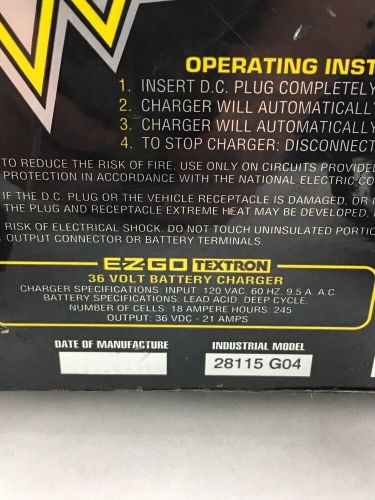 OPERATING INST
1. INSERT D.C. PLUG COMPLETELY
2. CHARGER WILL AUTOMATICALLY
3. CHARGER WILL AUTOMATICALLY
4. TO STOP CHARGER: DISCONNECT
TO REDUCE THE RISK OF FIRE, USE ONLY ON CIRCUITS PROVIDE
PROTECTION IN ACCORDANCE WITH THE NATIONAL ELECTRIC CO
IF THE D.C. PLUG OR THE VEHICLE RECEPTACLE IS DAMAGED, OR I
THE PLUG AND RECEPTACLE EXTREME HEAT MAY BE DEVELOPED.
RISK OF ELECTRICAL SHOCK. DO NOT TOUCH UNINSULATED PORTIO
OUTPUT CONNECTOR OR BATTERY TERMINALS.
E-Z-GO TEXTRON
36 VOLT BATTERY CHARGER
CHARGER SPECIFICATIONS: INPUT: 120 VAC, 60 HZ, 9.5 A. A.C.
BATTERY SPECIFICATIONS: LEAD ACID, DEEP CYCLE.
NUMBER OF CELLS: 18 AMPERE HOURS: 245
OUTPUT: 36 VDC - 21 AMPS
DATE OF MANUFACTURE INDUSTRIAL MODEL
28115 G04